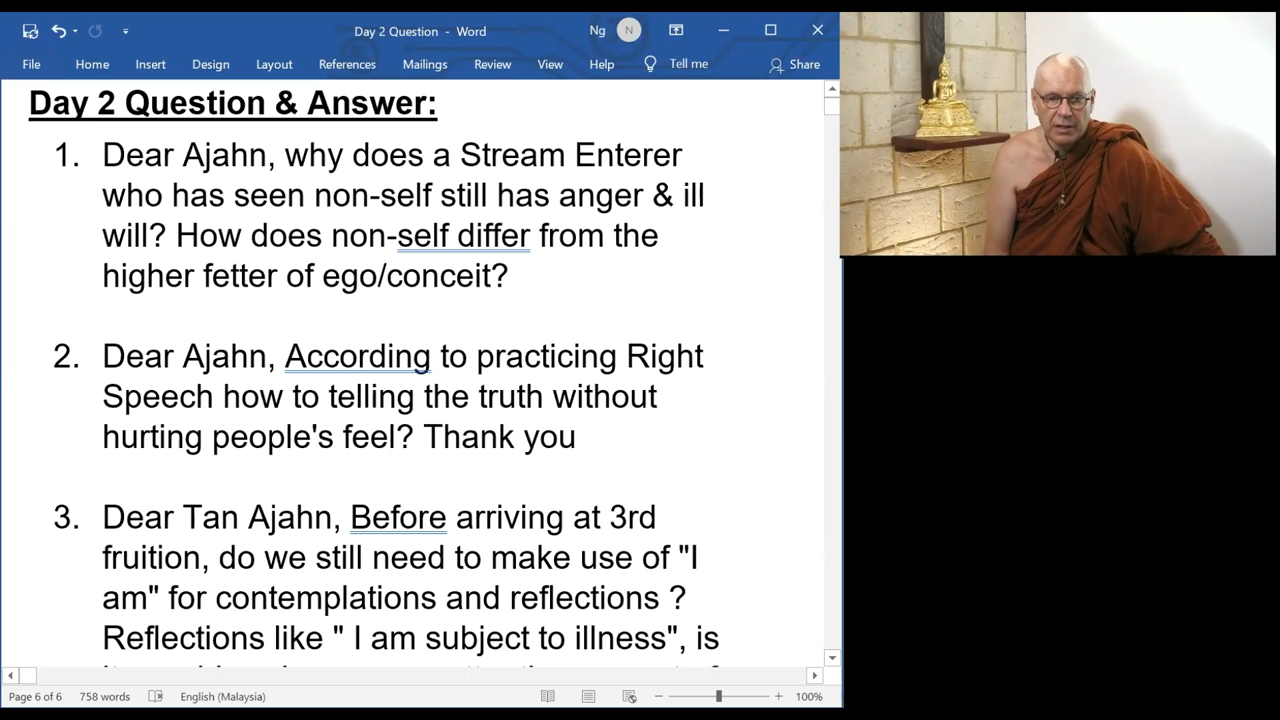 Day 2 Question - Word
Ng
N
File Home Insert Design Layout References Mailings Review View Help Tell me Share
Day 2 Question & Answer:
1. Dear Ajahn, why does a Stream Enterer
who has seen non-self still has anger & ill
will? How does non-self differ from the
higher fetter of ego/conceit?
2. Dear Ajahn, According to practicing Right
Speech how to telling the truth without
hurting people's feel? Thank you
3. Dear Tan Ajahn, Before arriving at 3rd
fruition, do we still need to make use of "I
am" for contemplations and reflections ?
Reflections like " I am subject to illness", is
Page 6 of 6 758 words English (Malaysia) 100%